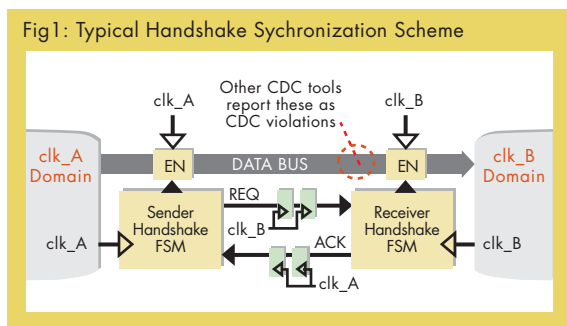 Fig1: Typical Handshake Sychronization Scheme
Other CDC tools
report these as
CDC violations
clk_A
clk_B
clk_A
Domain
EN
DATA BUS
EN
clk_B
Domain
REQ
Sender
Handshake
FSM
clk_B
Receiver
Handshake
FSM
clk_A
ACK
clk_B
clk_A